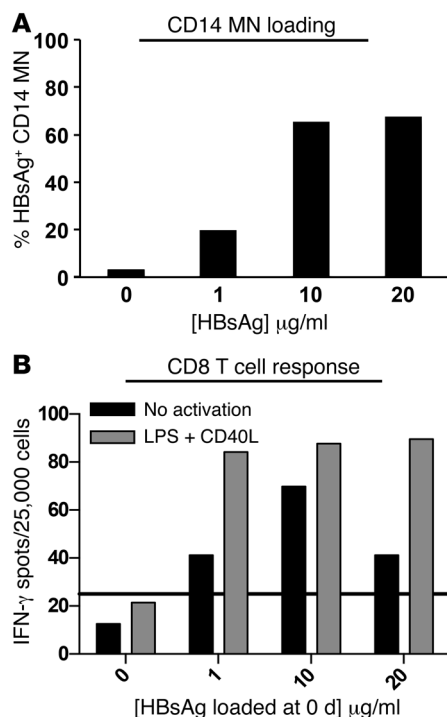 A
CD14 MN loading
% HBsAg⁺ CD14 MN
100
80
60
40
20
0
0 1 10 20
[HBsAg] μg/ml
B
CD8 T cell response
No activation
LPS + CD40L
IFN-γ spots/25,000 cells
100
80
60
40
20
0
0 1 10 20
[HBsAg loaded at 0 d] μg/ml